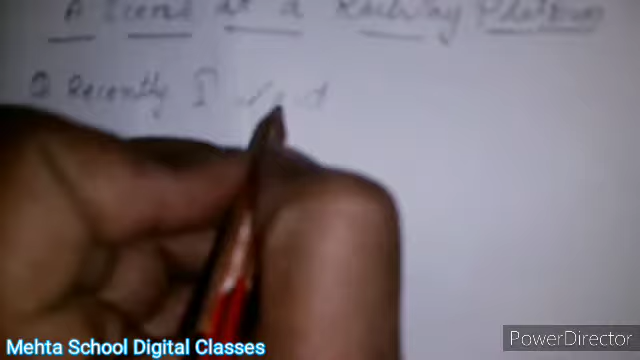 A Scene at a Railway Platform
Recently I
Mehta School Digital Classes
PowerDirector